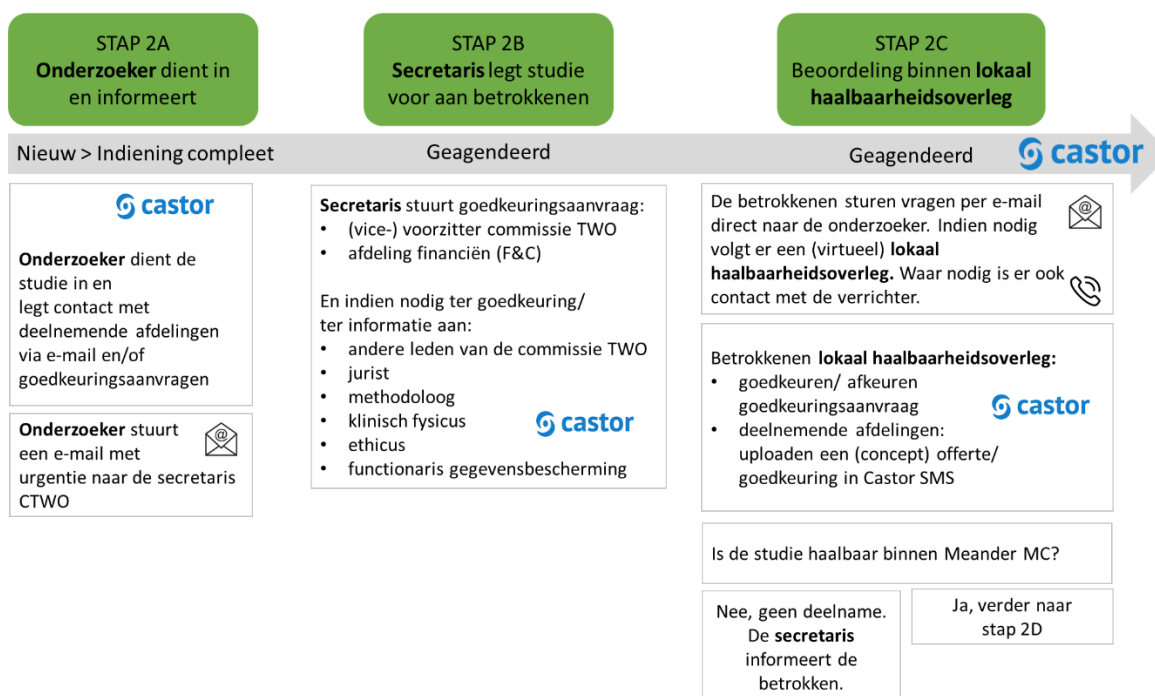 STAP 2A
Onderzoeker dient in
en informeert
STAP 2B
Secretaris legt studie
voor aan betrokkenen
STAP 2C
Beoordeling binnen lokaal
haalbaarheidsoverleg
Nieuw > Indiening compleet
Geagendeerd
Geagendeerd
castor
castor
Onderzoeker dient de
studie in en
legt contact met
deelnemende afdelingen
via e-mail en/of
goedkeuringsaanvragen
Onderzoeker stuurt
een e-mail met
urgentie naar de secretaris
CTWO
Secretaris stuurt goedkeuringsaanvraag:
• (vice-) voorzitter commissie TWO
• afdeling financiën (F&C)
En indien nodig ter goedkeuring/
ter informatie aan:
• andere leden van de commissie TWO
• jurist
• methodoloog
• klinisch fysicus
• ethicus
• functionaris gegevensbescherming
castor
De betrokkenen sturen vragen per e-mail
direct naar de onderzoeker. Indien nodig
volgt er een (virtueel) lokaal
haalbaarheidsoverleg. Waar nodig is er ook
contact met de verrichter.
Betrokkenen lokaal haalbaarheidsoverleg:
• goedkeuren/ afkeuren
goedkeuringsaanvraag
• deelnemende afdelingen:
uploaden een (concept) offerte/
goedkeuring in Castor SMS
castor
Is de studie haalbaar binnen Meander MC?
Nee, geen deelname.
De secretaris
informeert de
betrokken.
Ja, verder naar
stap 2D